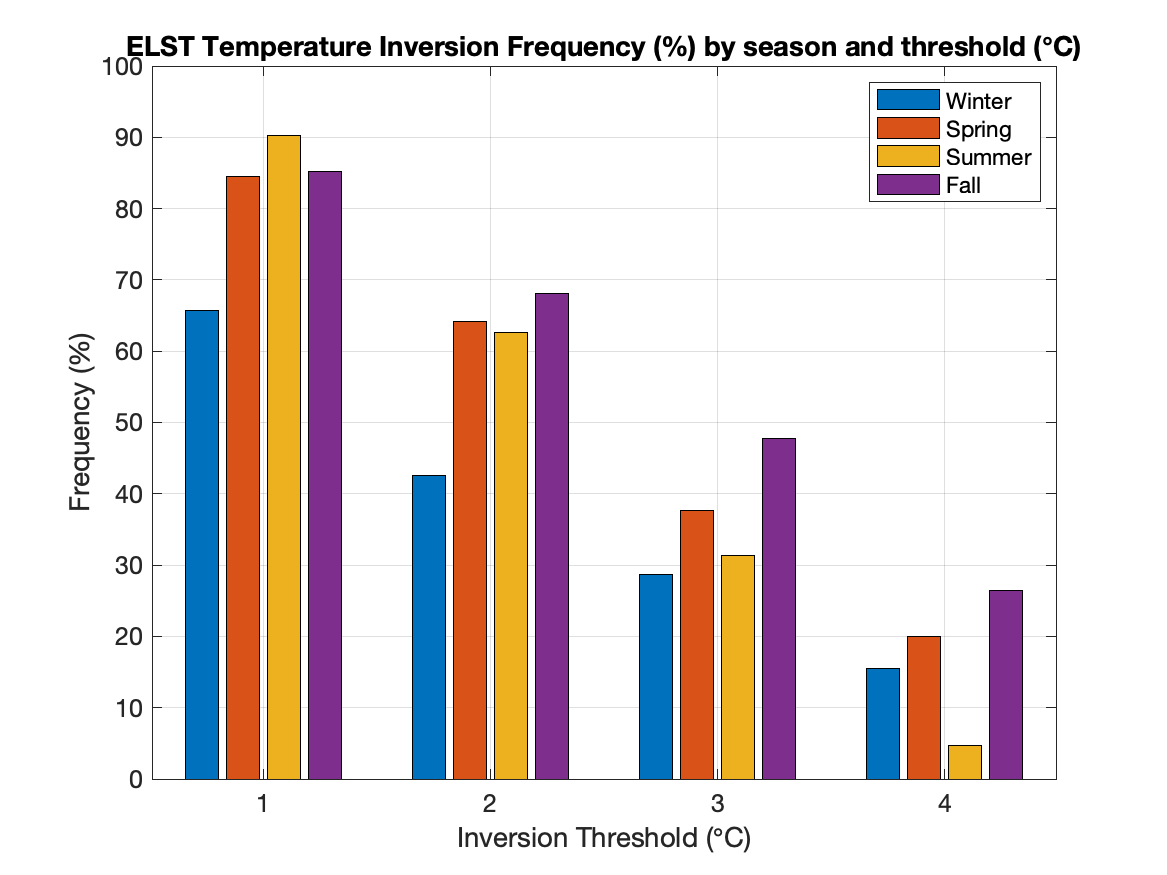 ELST Temperature Inversion Frequency (%) by season and threshold (°C)
100
90
80
70
60
50
40
30
20
10
0
Frequency (%)
Winter
Spring
Summer
Fall
1 2 3 4
Inversion Threshold (°C)